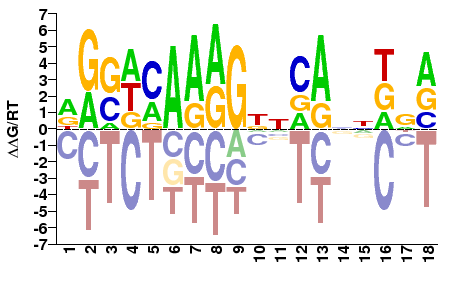 7
6
5
4
3
2
1
0
-1
-2
-3
-4
-5
-6
-7
ΔΔG/RT
A G T C
G A C T
G C A T
A T G C
C A G T
A C G T
A G C T
A G C T
G A C T
T G C
T
C G A T
A G C T
T A
T G A C
G A C
A G C T
1 2 3 4 5 6 7 8 9 10 11 12 13 14 15 16 17 18